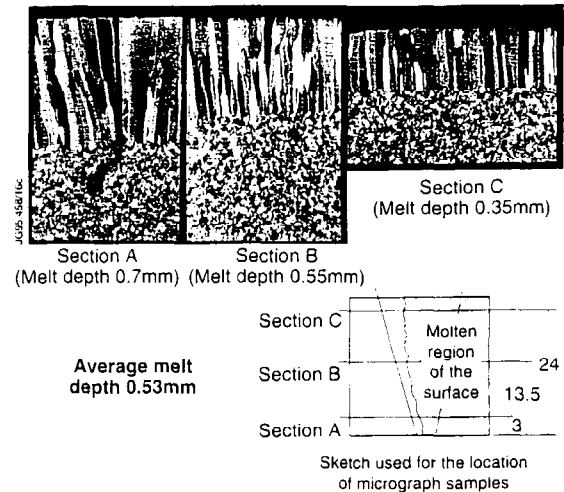 JG95.458/16c
Section A
(Melt depth 0.7mm)
Section B
(Melt depth 0.55mm)
Section C
(Melt depth 0.35mm)
Average melt
depth 0.53mm
Section C
Section B
Section A
Molten
region
of the
surface
24
13.5
3
Sketch used for the location
of micrograph samples